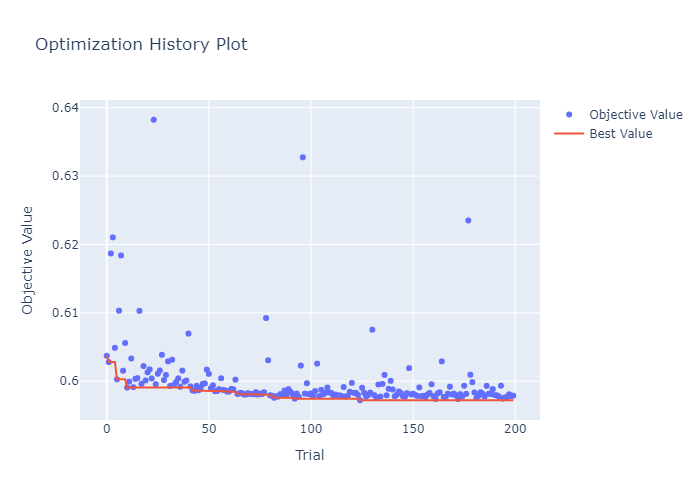 Optimization History Plot
0.64
0.63
0.62
0.61
0.6
Objective Value
0
50
100
150
200
Trial
Objective Value
Best Value